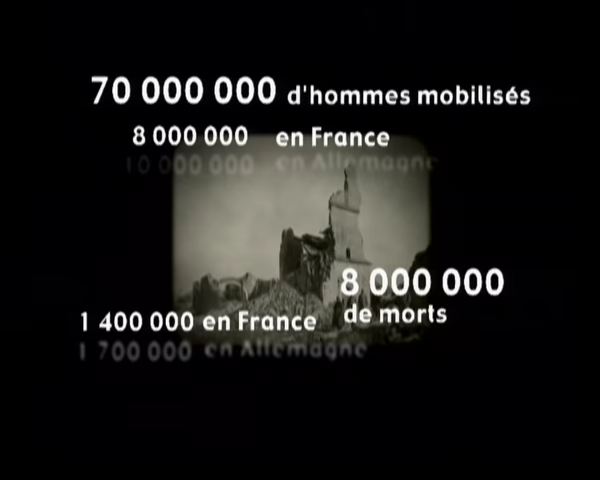 70 000 000 d'hommes mobilisés
8 000 000 en France
10 000 000 en Allemagne
8 000 000
de morts
1 400 000 en France
1 700 000 en Allemagne